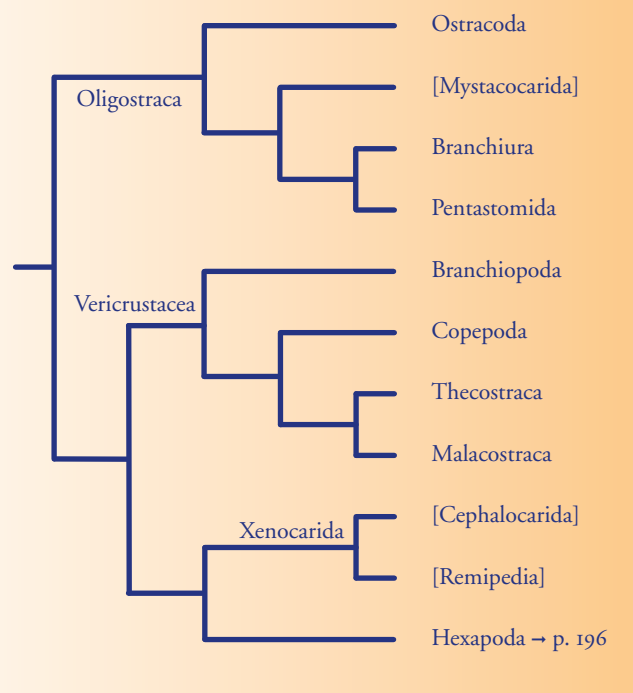 Ostracoda
Oligostraca
[Mystacocarida]
Branchiura
Pentastomida
Branchiopoda
Vericrustacea
Copepoda
Thecostraca
Malacostraca
[Cephalocarida]
Xenocarida
[Remipedia]
Hexapoda → p. 196